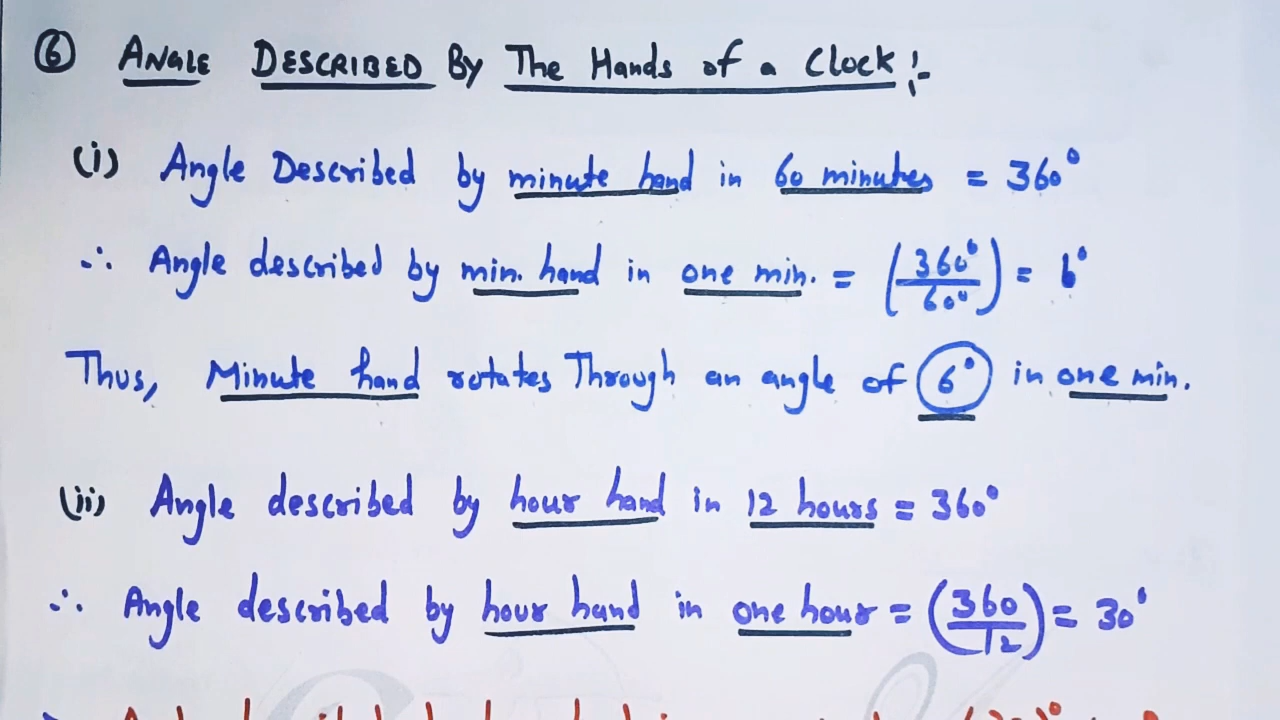 ⑥ ANGLE DESCRIBED By The Hands of a Clock :-
(i) Angle Described by minute hand in 60 minutes = 360°
∴ Angle described by min. hand in one min. = (360°/60°) = 6°
Thus, Minute hand rotates Through an angle of 6° in one min.
(ii) Angle described by hour hand in 12 hours = 360°
∴ Angle described by hour hand in one hour = (360/12) = 30°